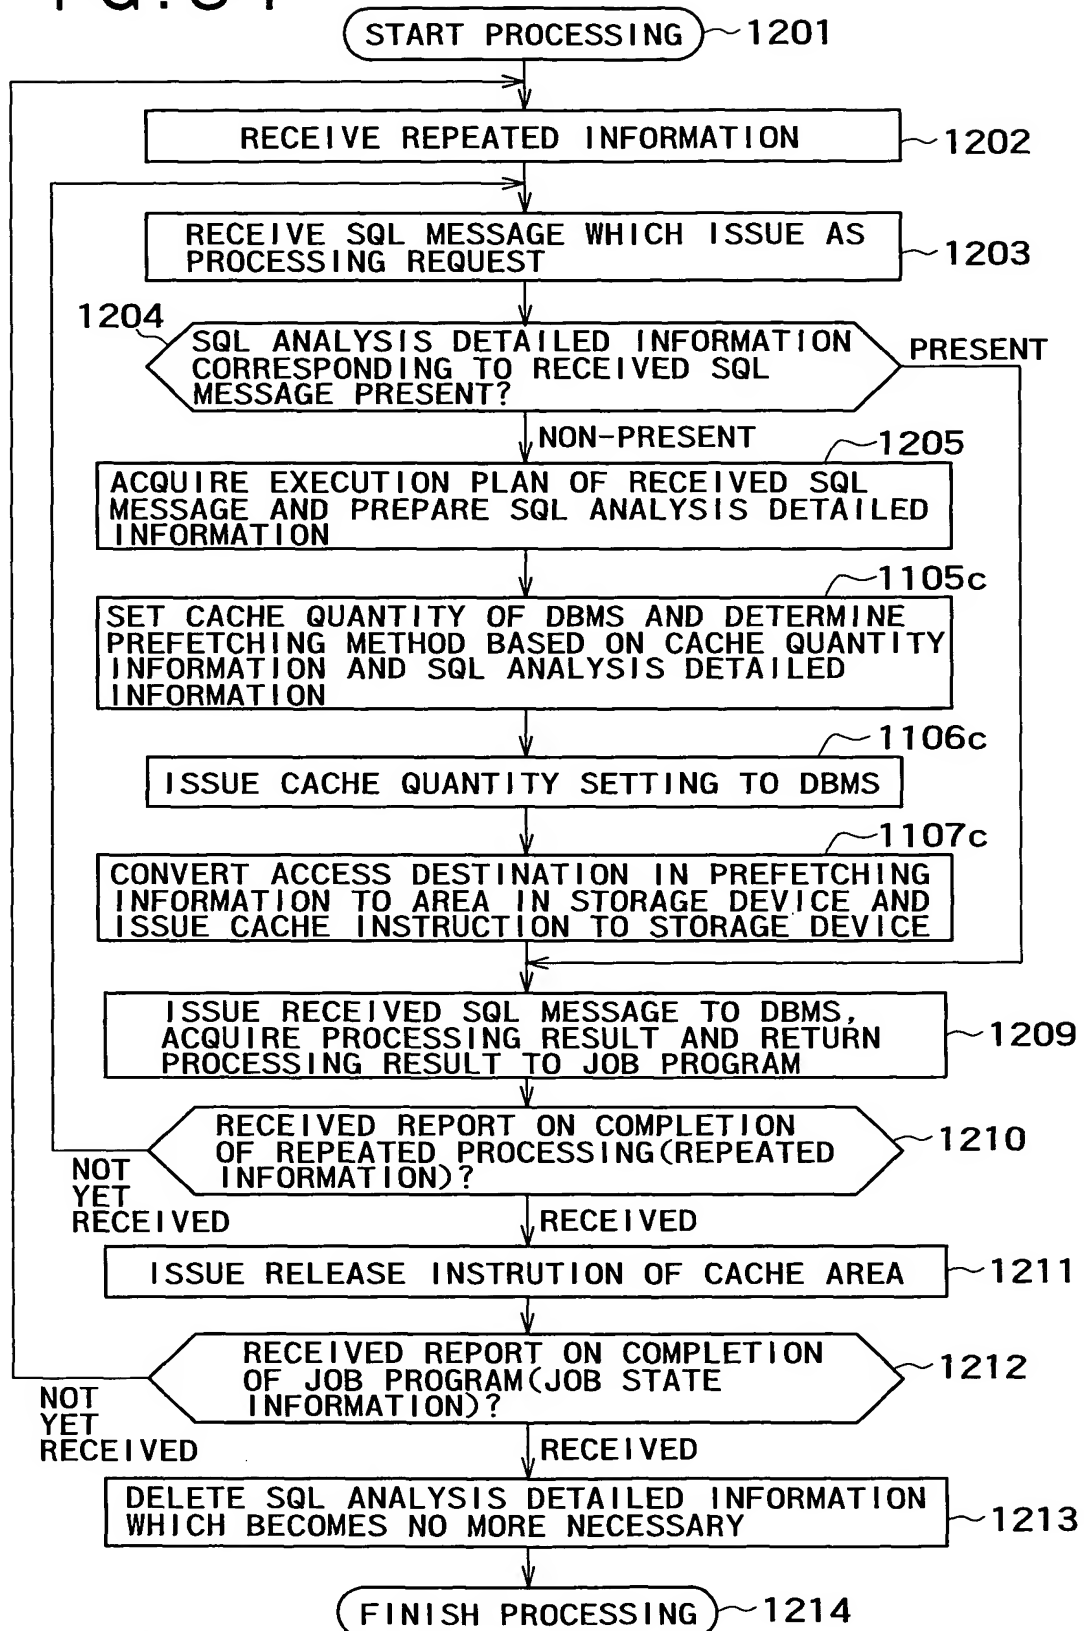 START PROCESSING
1201
RECEIVE REPEATED INFORMATION
1202
RECEIVE SQL MESSAGE WHICH ISSUE AS
PROCESSING REQUEST
1203
1204
SQL ANALYSIS DETAILED INFORMATION
CORRESPONDING TO RECEIVED SQL
MESSAGE PRESENT?
PRESENT
NON-PRESENT
1205
ACQUIRE EXECUTION PLAN OF RECEIVED SQL
MESSAGE AND PREPARE SQL ANALYSIS DETAILED
INFORMATION
1105c
SET CACHE QUANTITY OF DBMS AND DETERMINE
PREFETCHING METHOD BASED ON CACHE QUANTITY
INFORMATION AND SQL ANALYSIS DETAILED
INFORMATION
1106c
ISSUE CACHE QUANTITY SETTING TO DBMS
1107c
CONVERT ACCESS DESTINATION IN PREFETCHING
INFORMATION TO AREA IN STORAGE DEVICE AND
ISSUE CACHE INSTRUCTION TO STORAGE DEVICE
ISSUE RECEIVED SQL MESSAGE TO DBMS,
ACQUIRE PROCESSING RESULT AND RETURN
PROCESSING RESULT TO JOB PROGRAM
1209
RECEIVED REPORT ON COMPLETION
OF REPEATED PROCESSING(REPEATED
INFORMATION)?
1210
NOT
YET
RECEIVED
RECEIVED
ISSUE RELEASE INSTRUTION OF CACHE AREA
1211
RECEIVED REPORT ON COMPLETION
OF JOB PROGRAM(JOB STATE
INFORMATION)?
1212
NOT
YET
RECEIVED
RECEIVED
DELETE SQL ANALYSIS DETAILED INFORMATION
WHICH BECOMES NO MORE NECESSARY
1213
FINISH PROCESSING
1214